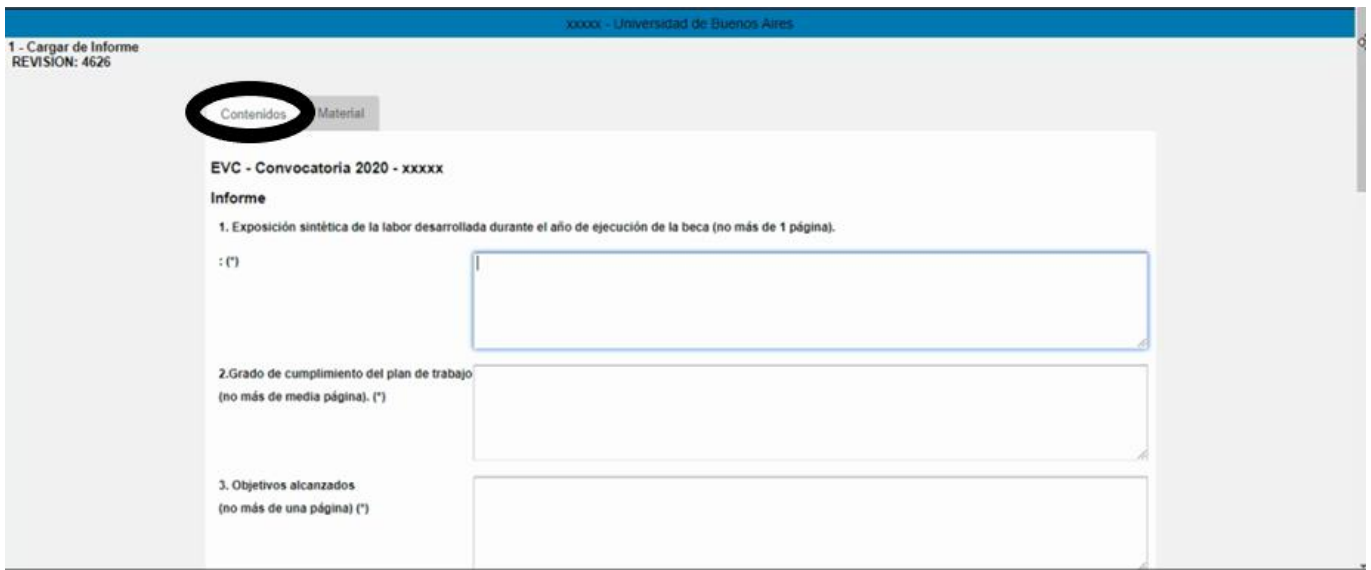 xxxxx - Universidad de Buenos Aires
1 - Cargar de Informe
REVISION: 4626
Contenidos
Material
EVC - Convocatoria 2020 - xxxxx
Informe
1. Exposición sintética de la labor desarrollada durante el año de ejecución de la beca (no más de 1 página).
: (*)
2.Grado de cumplimiento del plan de trabajo
(no más de media página). (*)
3. Objetivos alcanzados
(no más de una página) (*)